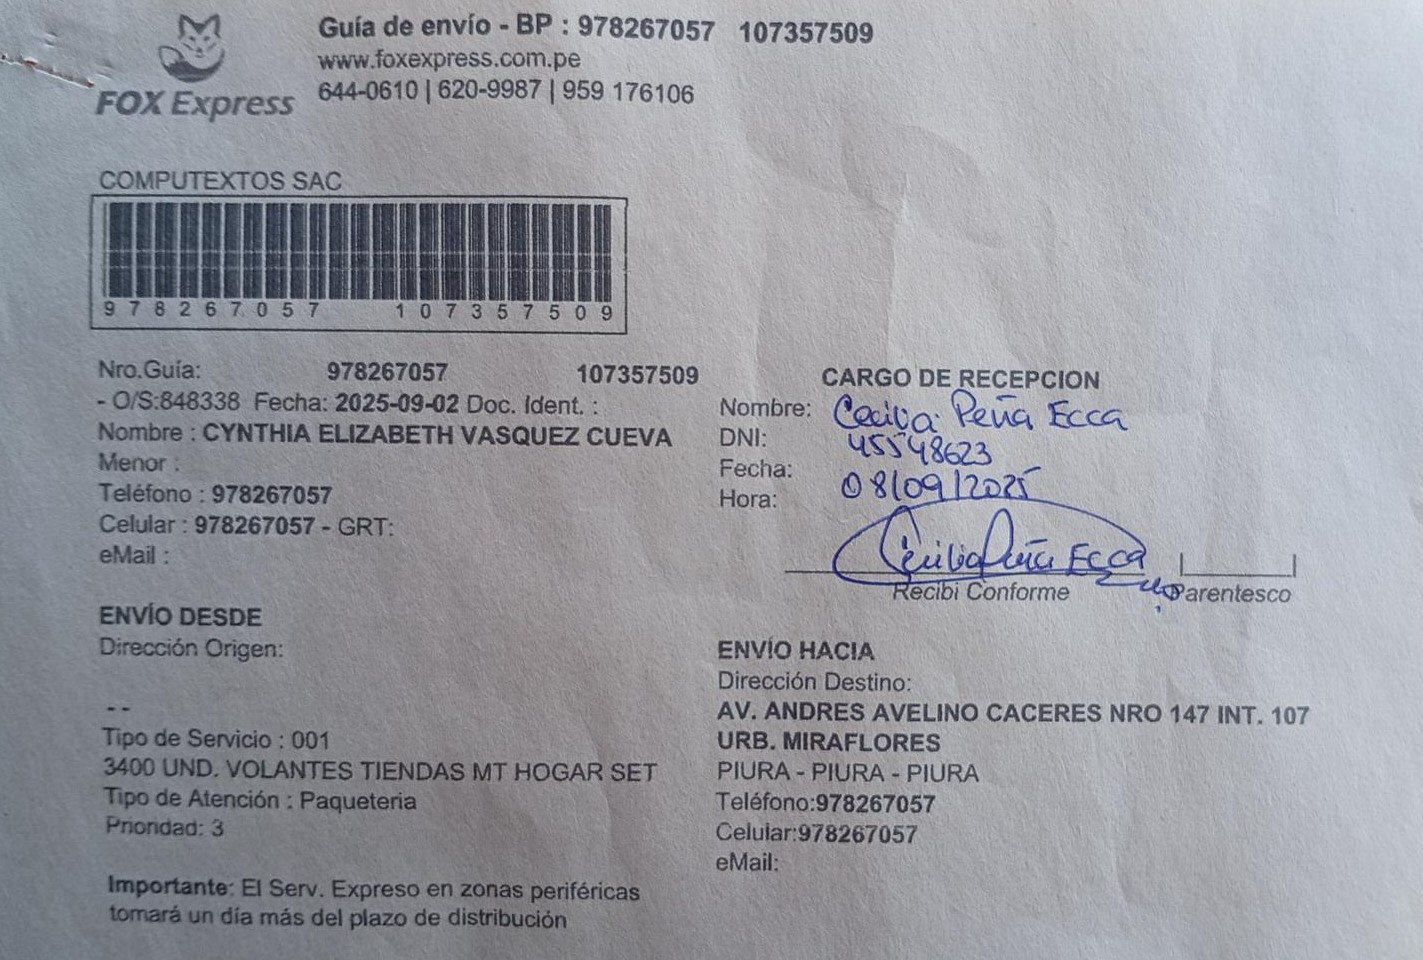 Guía de envío - BP : 978267057 107357509
www.foxexpress.com.pe
644-0610 | 620-9987 | 959 176106
FOX Express
COMPUTEXTOS SAC
978267057 107357509
Nro.Guía: 978267057 107357509
- O/S:848338 Fecha: 2025-09-02 Doc. Ident. :
Nombre : CYNTHIA ELIZABETH VASQUEZ CUEVA
Menor :
Teléfono : 978267057
Celular : 978267057 - GRT:
eMail :
CARGO DE RECEPCION
Nombre: Cecilia Peña Ecca
DNI: 45548623
Fecha: 08/09/2025
Hora:
Cecilia Peña Ecca
Recibi Conforme Parentesco
ENVÍO DESDE
Dirección Origen:
- -
Tipo de Servicio : 001
3400 UND. VOLANTES TIENDAS MT HOGAR SET
Tipo de Atención : Paqueteria
Prioridad: 3
ENVÍO HACIA
Dirección Destino:
AV. ANDRES AVELINO CACERES NRO 147 INT. 107
URB. MIRAFLORES
PIURA - PIURA - PIURA
Teléfono:978267057
Celular:978267057
eMail:
Importante: El Serv. Expreso en zonas periféricas
tomará un día más del plazo de distribución